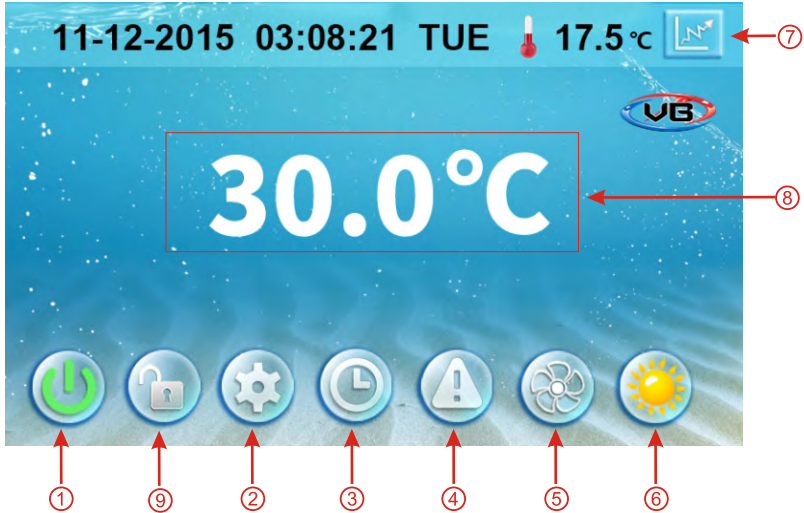 11-12-2015 03:08:21 TUE 17.5 ℃ ⑦
VB
30.0°C ⑧
① ⑨ ② ③ ④ ⑤ ⑥